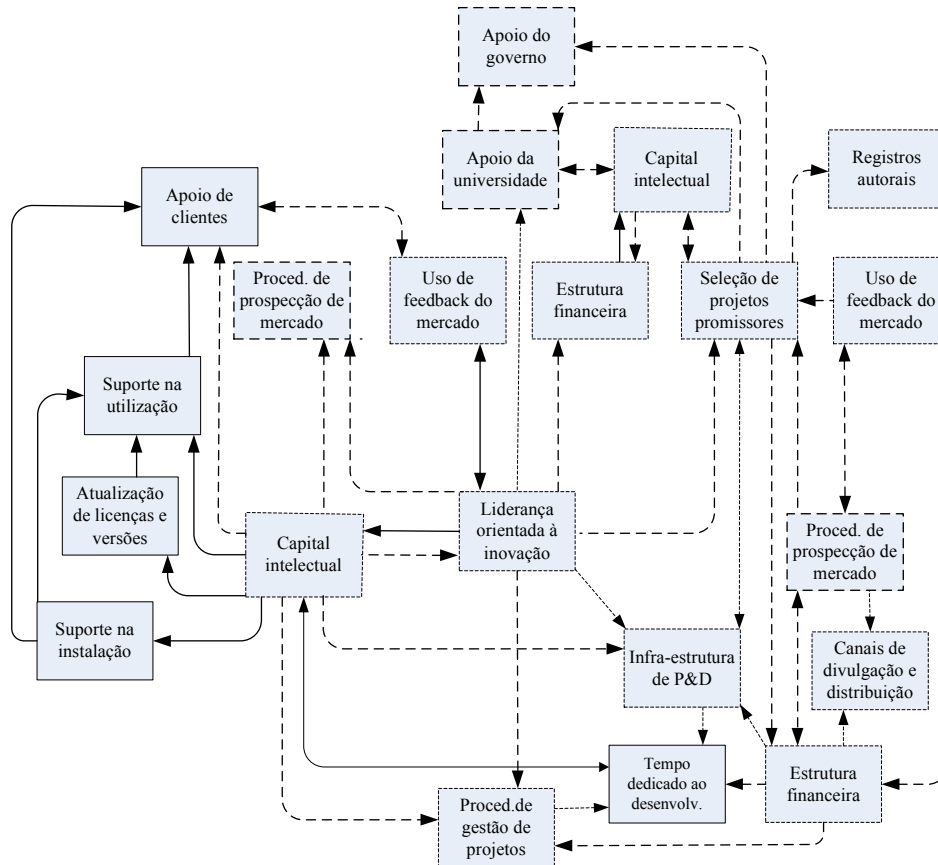 Apoio do
governo
Apoio da
universidade
Capital
intelectual
Registros
autorais
Apoio de
clientes
Proced. de
prospecção de
mercado
Uso de
feedback do
mercado
Estrutura
financeira
Seleção de
projetos
promissores
Uso de
feedback do
mercado
Suporte na
utilização
Atualização
de licenças e
versões
Capital
intelectual
Liderança
orientada à
inovação
Proced. de
prospecção de
mercado
Suporte na
instalação
Infra-estrutura
de P&D
Canais de
divulgação e
distribuição
Tempo
dedicado ao
desenvolv.
Estrutura
financeira
Proced.de
gestão de
projetos